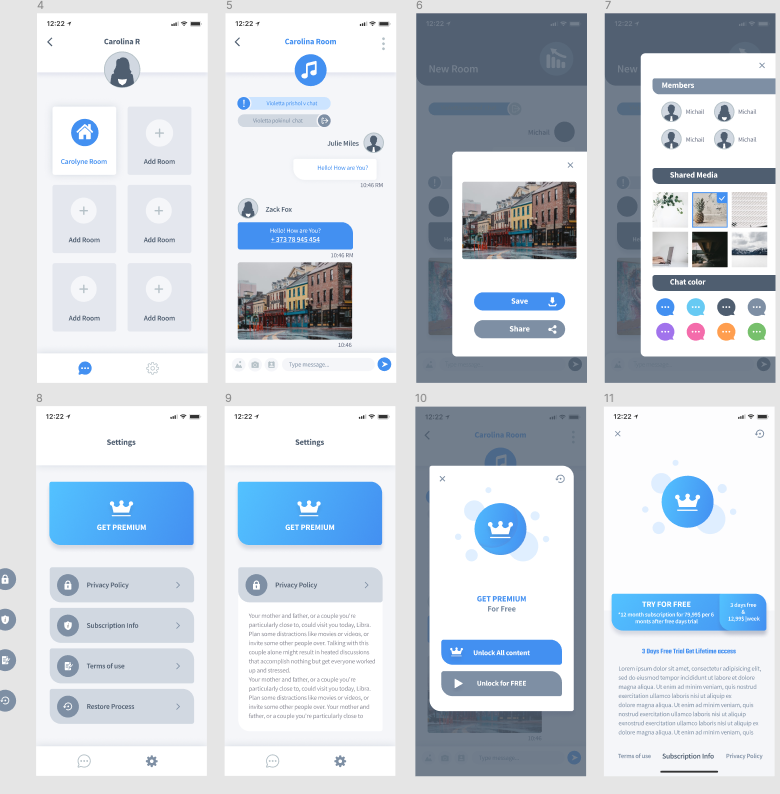 4
12:22
Carolina R
Carolyne Room
Add Room
Add Room
Add Room
Add Room
Add Room
5
12:22
Carolina Room
Violetta prishol v chat
Violetta pokinul chat
Julie Miles
Hello! How are You?
10:46 RM
Zack Fox
Hello! How are You?
+ 373 78 945 454
10:46 RM
10:46
Type message...
6
12:22
New Room
Michail
Save
Share
7
12:22
New
Members
Michail
Michail
Michail
Michail
Shared Media
Chat color
8
12:22
Settings
GET PREMIUM
Privacy Policy
Subscription Info
Terms of use
Restore Process
9
12:22
Settings
GET PREMIUM
Privacy Policy
Your mother and father, or a couple you're
particularly close to, could visit you today, Libra.
Plan some distractions like movies or videos, or
invite some other people over. Talking with this
couple alone might result in heated disoussions
that accomplish nothing but get everyone worked
up and stressed.
Your mother and father, or a couple you're
particularly close to, could visit you today, Libra.
Plan some distractions like movies or videos, or
invite some other people over. Your mother and
father, or a couple you're particularly close to
10
12:22
Carolina Room
GET PREMIUM
For Free
Unlock All content
Unlock for FREE
Type message...
11
12:22
TRY FOR FREE
*12 month subscription for 79,99$ per 6
monts after free days trial
3 days free
&
12,99$ |week
3 Days Free Trial Get Lifetime access
Lorem ipsum dolor sit amet, consectetur adipisicing elit,
sed do eiusmod tempor incididunt ut labore et dolore
magna aliqua. Ut enim ad minim veniam, quis nostrud
exercitation ullamco laboris nisi ut aliquip ex
dolore magna aliqua. Ut enim ad minim veniam, quis
nostrud exercitation ullamco laboris nisi ut aliquip
exercitation ullamco laboris nisi ut aliquip ex
dolore magna aliqua. Ut enim ad minim veniam, quis
Terms of use
Subscription Info
Privacy Policy